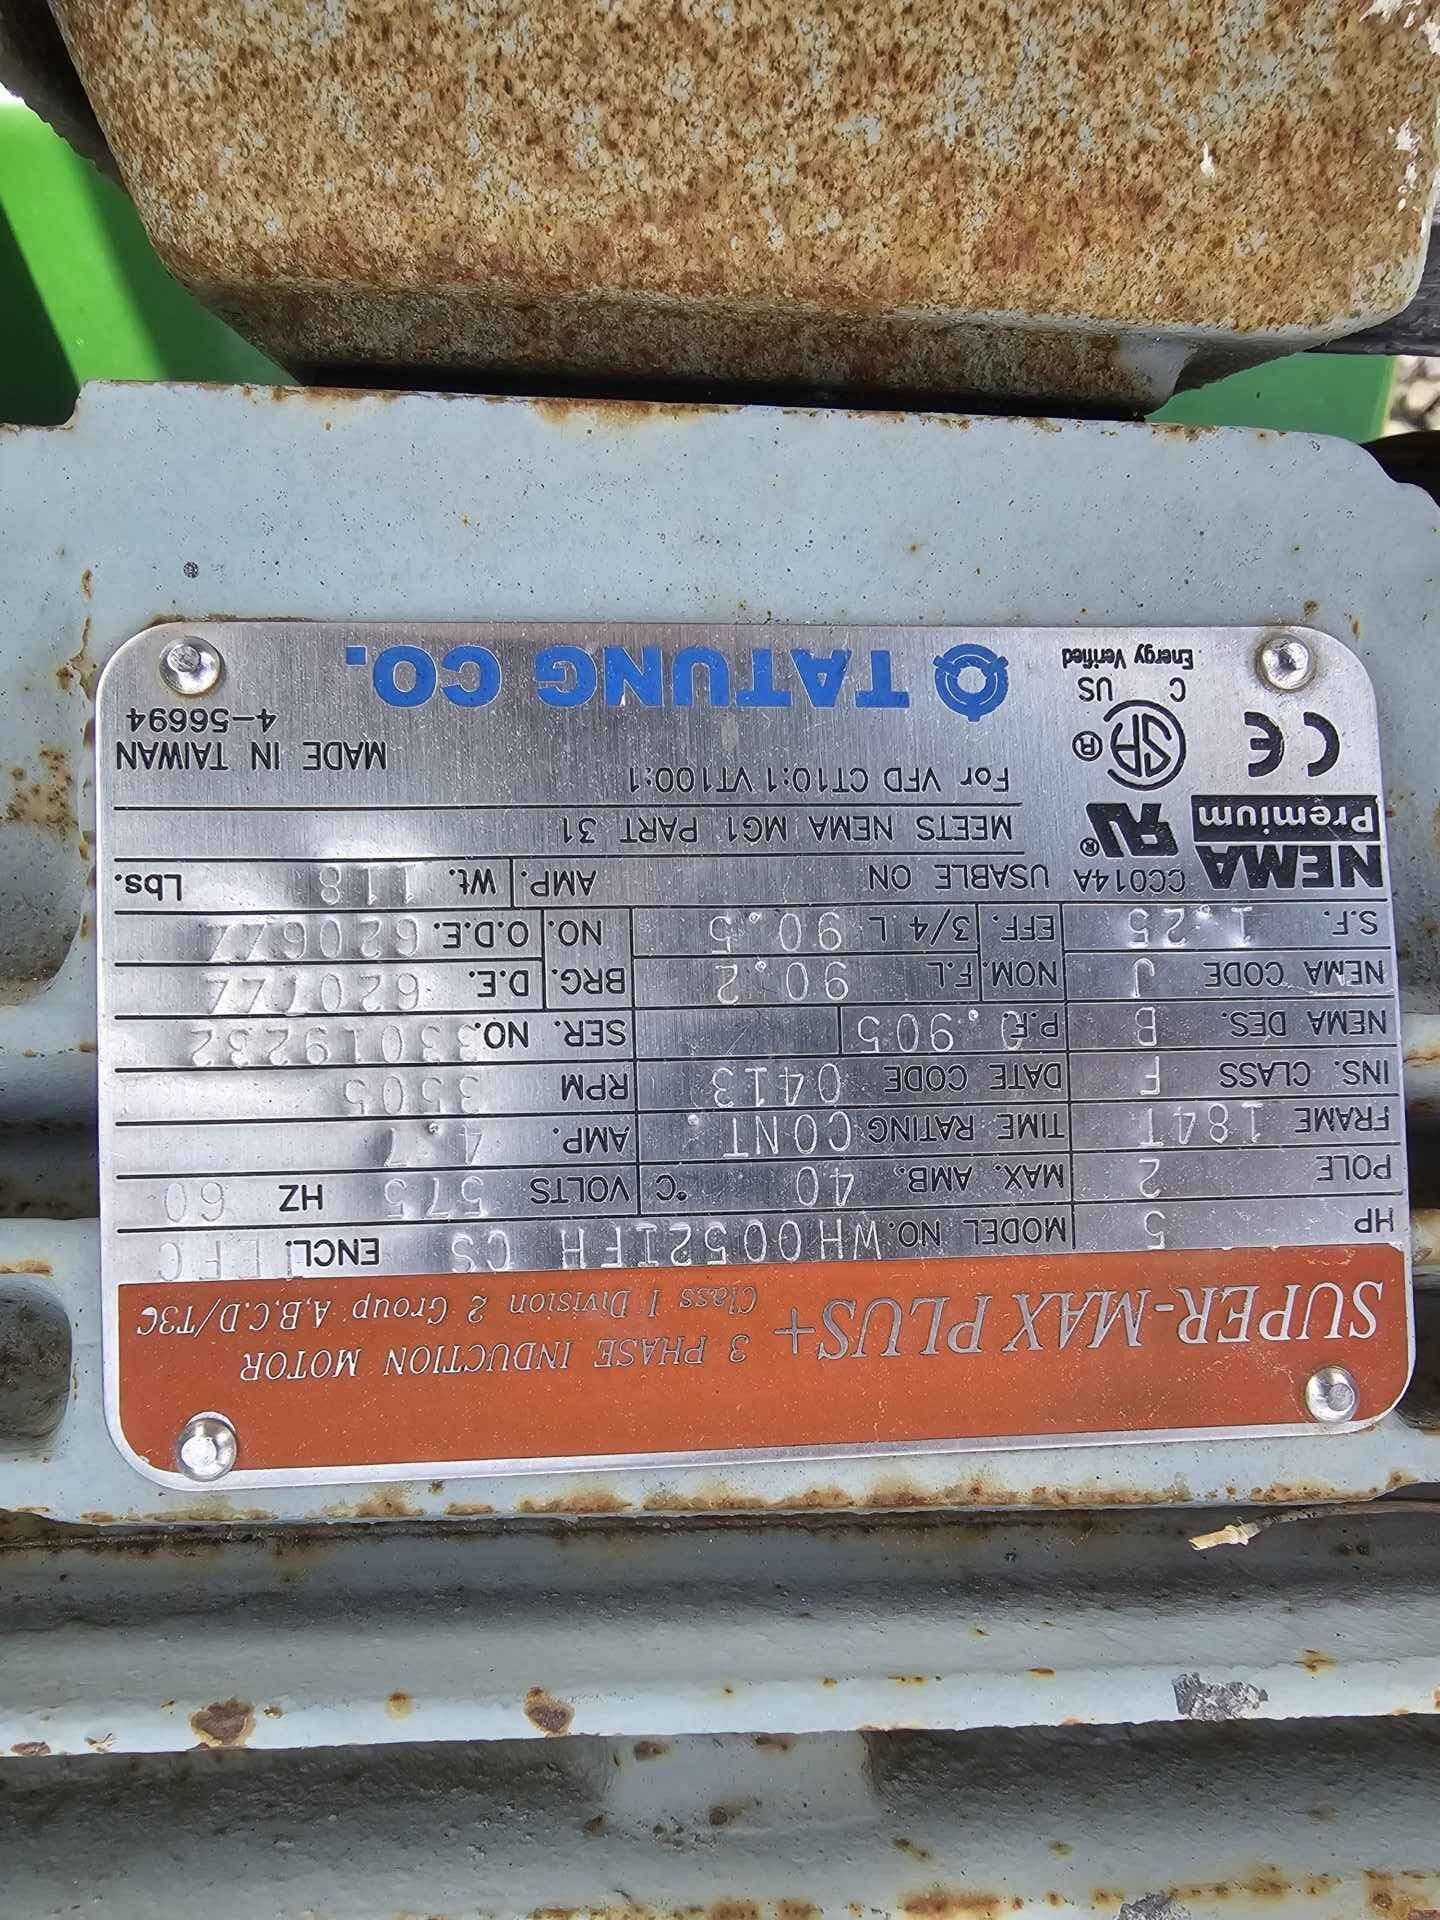 SUPER-MAX PLUS+ 3 PHASE INDUCTION MOTOR
Class I Division 2 Group A,B,C,D/T3C
HP 5 MODEL NO. WH0052IFH CS ENCL. EFC
POLE 2 MAX. AMB. 40 °C VOLTS 575 HZ 60
FRAME 184T TIME RATING CONT. AMP. 4.7
INS. CLASS F DATE CODE 0413 RPM 3505
NEMA DES. B P.F. .905 SER. NO. 33019232
NEMA CODE J NOM. EFF. F.L 90.2 BRG. NO. D.E. 6207ZZ
S.F. 1.25 3/4 L 90.5 O.D.E. 6206ZZ
NEMA Premium CC014A USABLE ON AMP. Wt. 118 Lbs.
MEETS NEMA MG1 PART 31
For VFD CT10:1 VT100:1
CE SA ® C US Energy Verified
RU ®
MADE IN TAIWAN
4-56694
TATUNG CO.